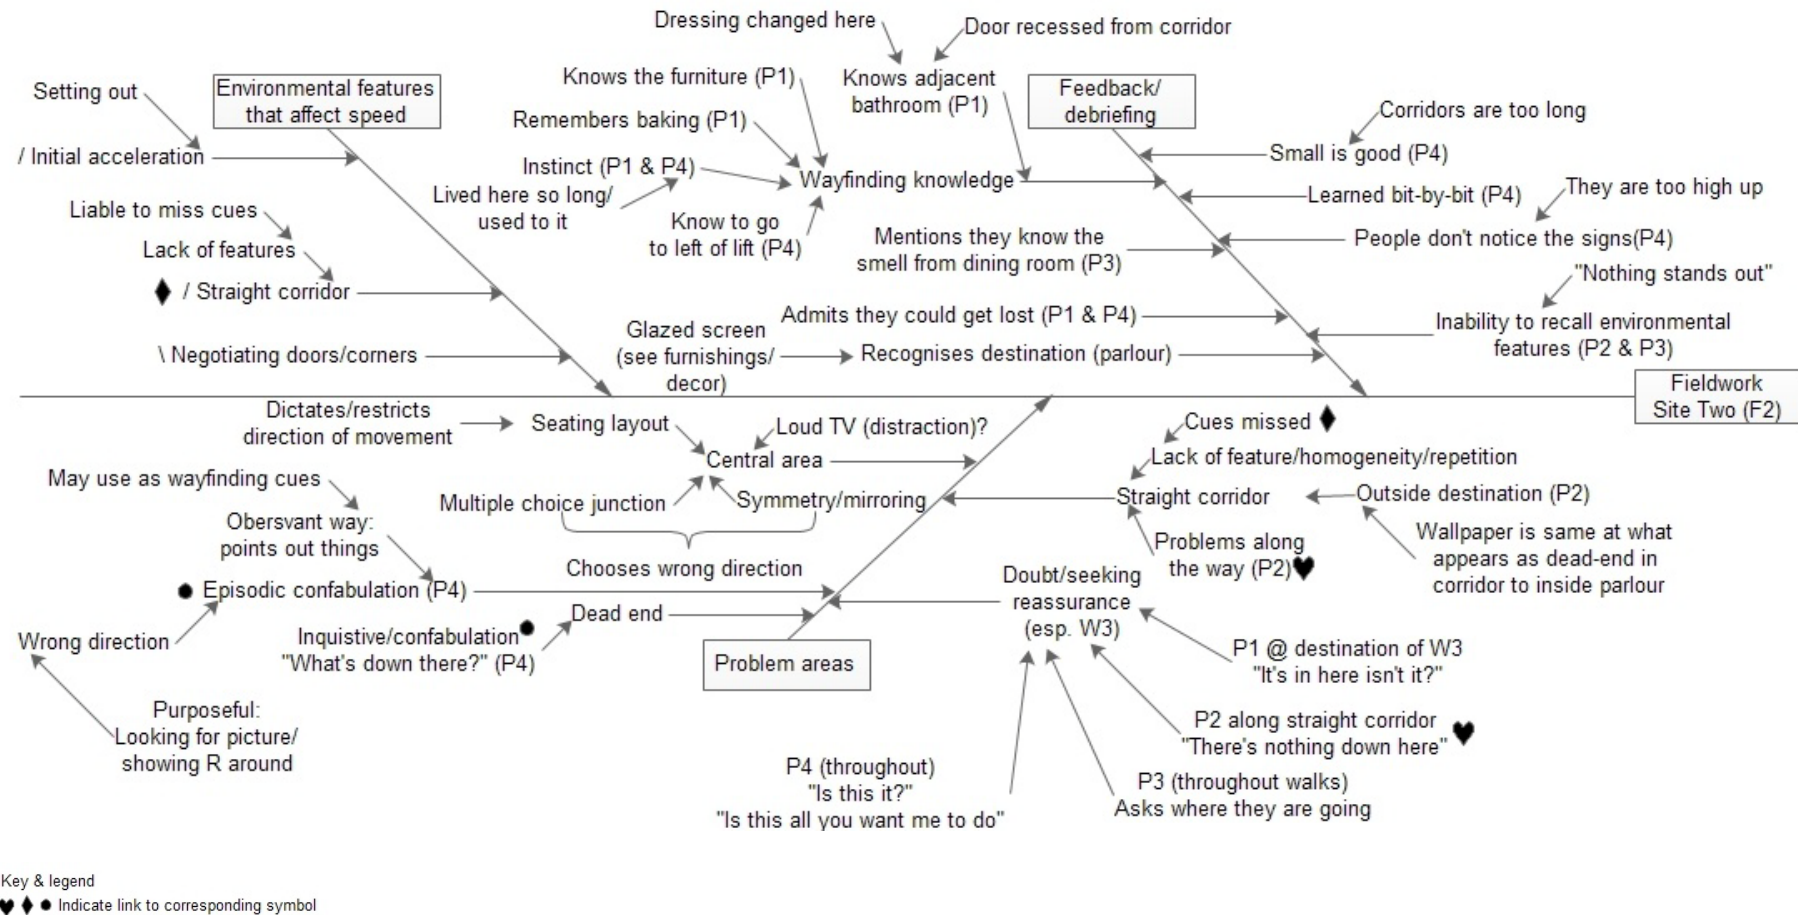 Dressing changed here
Door recessed from corridor
Environmental features
that affect speed
Setting out
/ Initial acceleration
Liable to miss cues
Lack of features
♦ / Straight corridor
\ Negotiating doors/corners
Knows the furniture (P1)
Knows adjacent
bathroom (P1)
Remembers baking (P1)
Instinct (P1 & P4)
Lived here so long/
used to it
Wayfinding knowledge
Know to go
to left of lift (P4)
Mentions they know the
smell from dining room (P3)
Admits they could get lost (P1 & P4)
Glazed screen
(see furnishings/
decor)
Recognises destination (parlour)
Feedback/
debriefing
Corridors are too long
Small is good (P4)
Learned bit-by-bit (P4)
They are too high up
People don't notice the signs(P4)
"Nothing stands out"
Inability to recall environmental
features (P2 & P3)
Fieldwork
Site Two (F2)
Dictates/restricts
direction of movement
Seating layout
Loud TV (distraction)?
Central area
Multiple choice junction
Symmetry/mirroring
Chooses wrong direction
May use as wayfinding cues
Obersvant way:
points out things
● Episodic confabulation (P4)
Wrong direction
Purposeful:
Looking for picture/
showing R around
Dead end
Inquistive/confabulation●
"What's down there?" (P4)
Problem areas
Cues missed ♦
Lack of feature/homogeneity/repetition
Straight corridor
Outside destination (P2)
Wallpaper is same at what
appears as dead-end in
corridor to inside parlour
Problems along
the way (P2)♥
Doubt/seeking
reassurance
(esp. W3)
P1 @ destination of W3
"It's in here isn't it?"
P2 along straight corridor
"There's nothing down here" ♥
P3 (throughout walks)
Asks where they are going
P4 (throughout)
"Is this it?"
"Is this all you want me to do"
Key & legend
♥ ♦ ● Indicate link to corresponding symbol